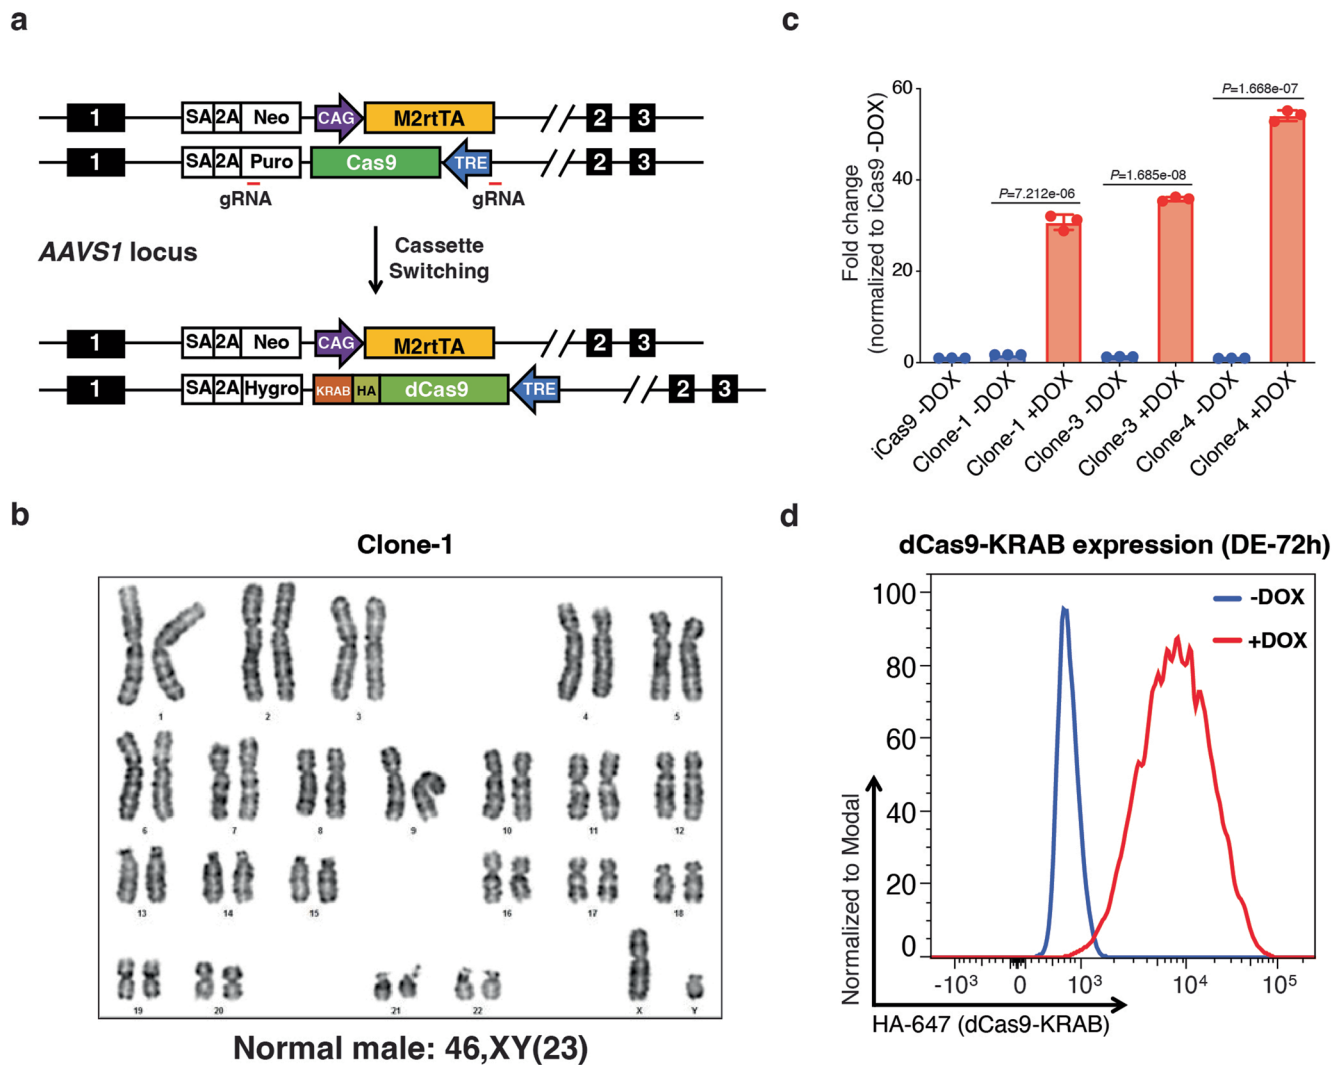 a
1 SA 2A Neo CAG M2rtTA 2 3
1 SA 2A Puro Cas9 TRE 2 3
gRNA gRNA
AAVS1 locus
Cassette
Switching
1 SA 2A Neo CAG M2rtTA 2 3
1 SA 2A Hygro KRAB HA dCas9 TRE 2 3
b
Clone-1
1 2 3 4 5
6 7 8 9 10 11 12
13 14 15 16 17 18
19 20 21 22 X Y
Normal male: 46,XY(23)
c
Fold change
(normalized to iCas9 -DOX)
60
40
20
0
P=7.212e-06
P=1.685e-08
P=1.668e-07
iCas9 -DOX
Clone-1 -DOX
Clone-1 +DOX
Clone-3 -DOX
Clone-3 +DOX
Clone-4 -DOX
Clone-4 +DOX
d
dCas9-KRAB expression (DE-72h)
-DOX
+DOX
Normalized to Modal
100
80
60
40
20
0
-10³ 0 10³ 10⁴ 10⁵
HA-647 (dCas9-KRAB)